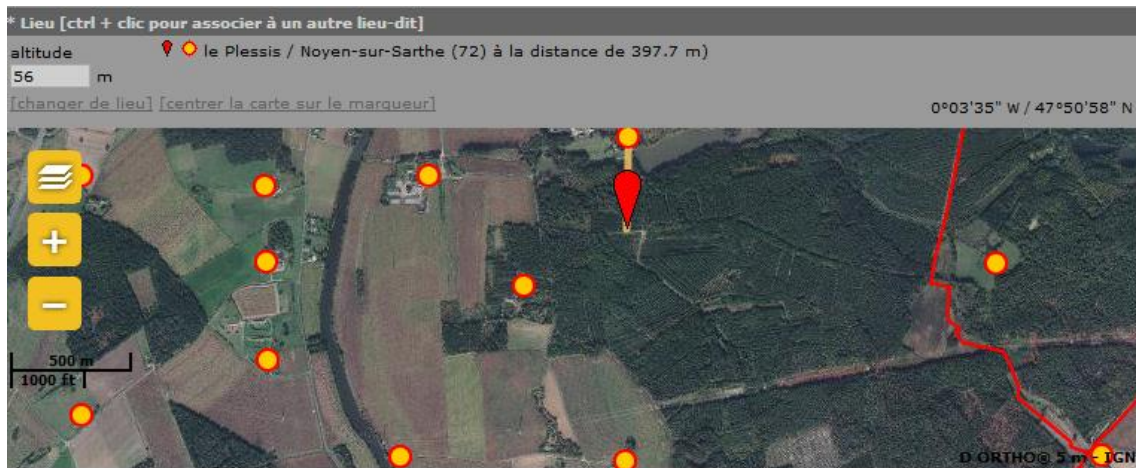 * Lieu [ctrl + clic pour associer à un autre lieu-dit]
altitude
le Plessis / Noyen-sur-Sarthe (72) à la distance de 397.7 m)
56 m
[changer de lieu] [centrer la carte sur le marqueur]
0°03'35" W / 47°50'58" N
+
−
500 m
1000 ft
D ORTHO® 5 m - IGN